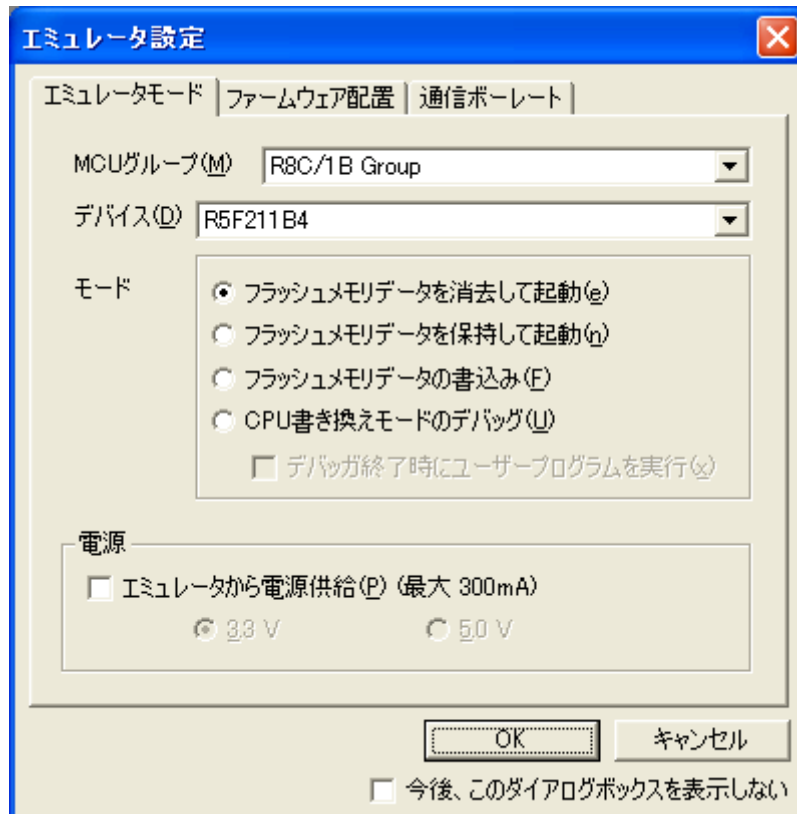 エミュレータ設定
エミュレータモード ファームウェア配置 通信ボーレート
MCUグループ(M) R8C/1B Group
デバイス(D) R5F211B4
モード
フラッシュメモリデータを消去して起動(e)
フラッシュメモリデータを保持して起動(n)
フラッシュメモリデータの書込み(F)
CPU書き換えモードのデバッグ(U)
デバッガ終了時にユーザープログラムを実行(x)
電源
エミュレータから電源供給(P) (最大 300mA)
3.3 V 5.0 V
OK キャンセル
今後、このダイアログボックスを表示しない